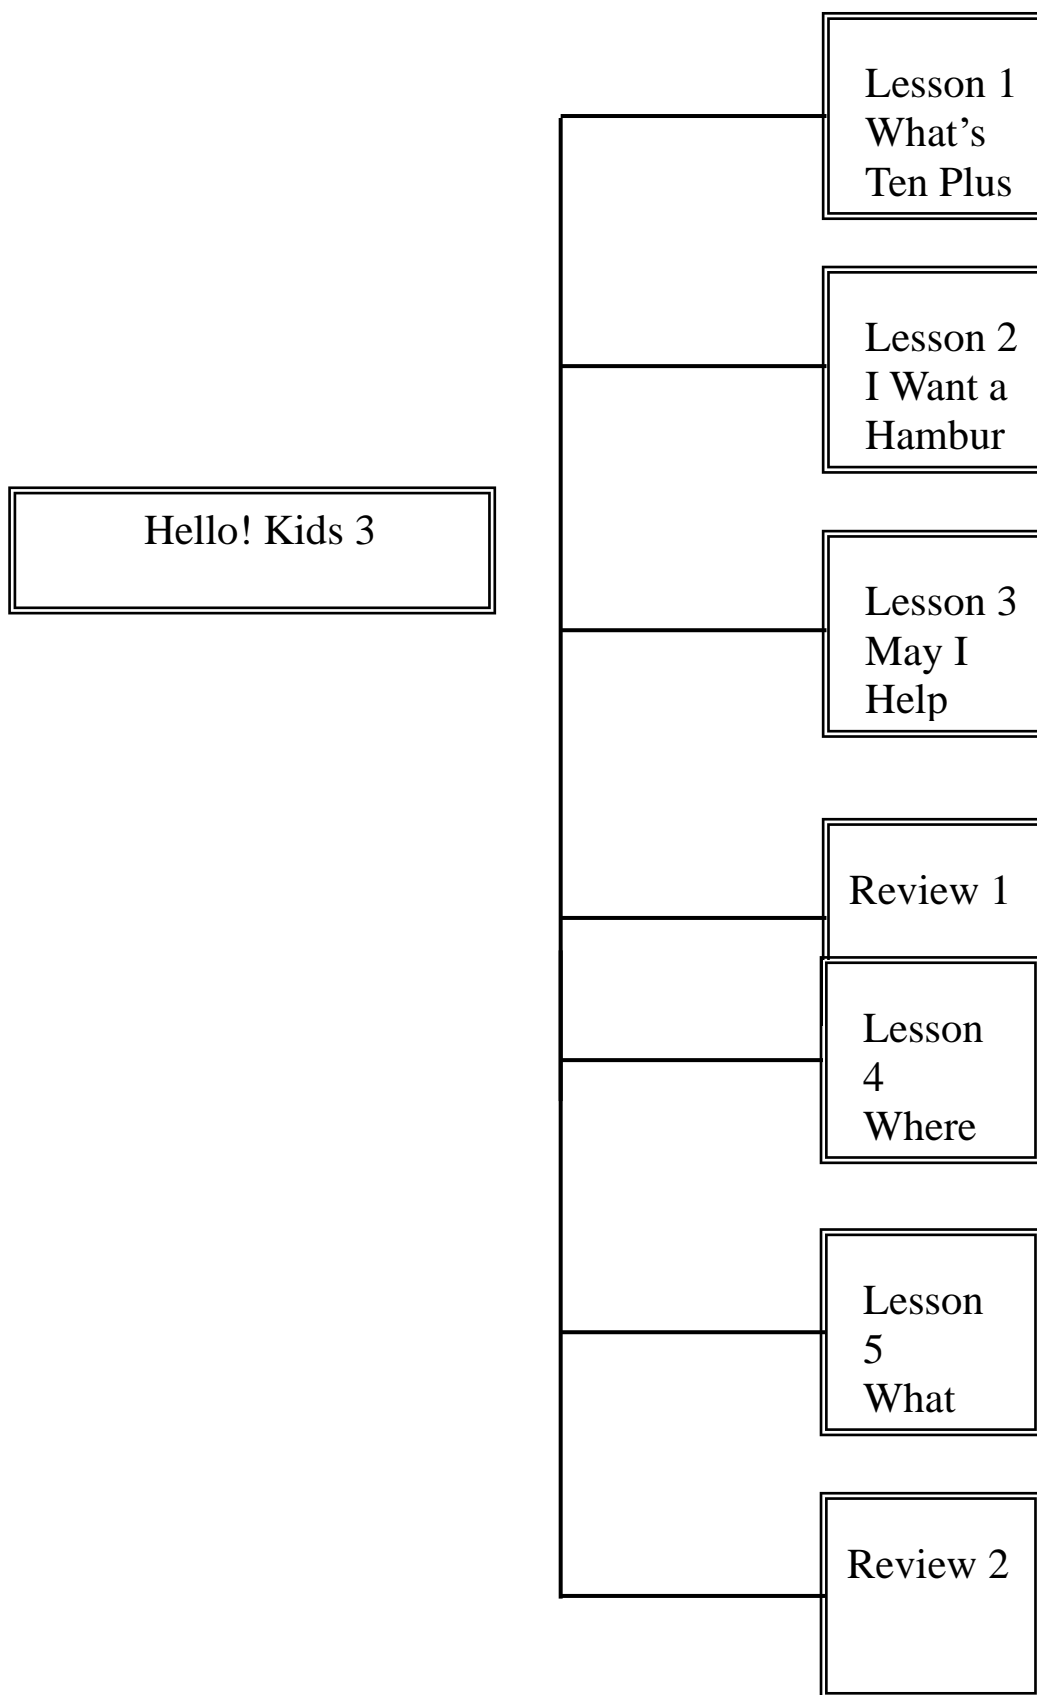 Hello! Kids 3
Lesson 1
What's
Ten Plus
Lesson 2
I Want a
Hambur
Lesson 3
May I
Help
Review 1
Lesson
4
Where
Lesson
5
What
Review 2